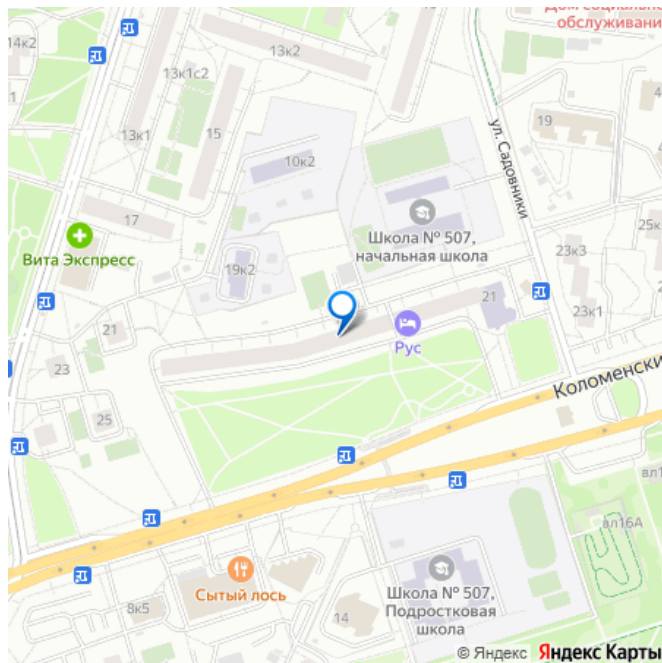 Дом социально
обслуживани
14к2
13к2
13к1с2
13к1
15
10к2
ул. Садовники
19
17
Вита Экспресс
Школа № 507,
начальная школа
25к
23к3
19к2
21
23к1
21
Рус
23
Коломенски
25
вл1
вл16А
Сытый лось
Школа № 507,
Подростковая
школа
8к5
14
© Яндекс Яндекс Карты